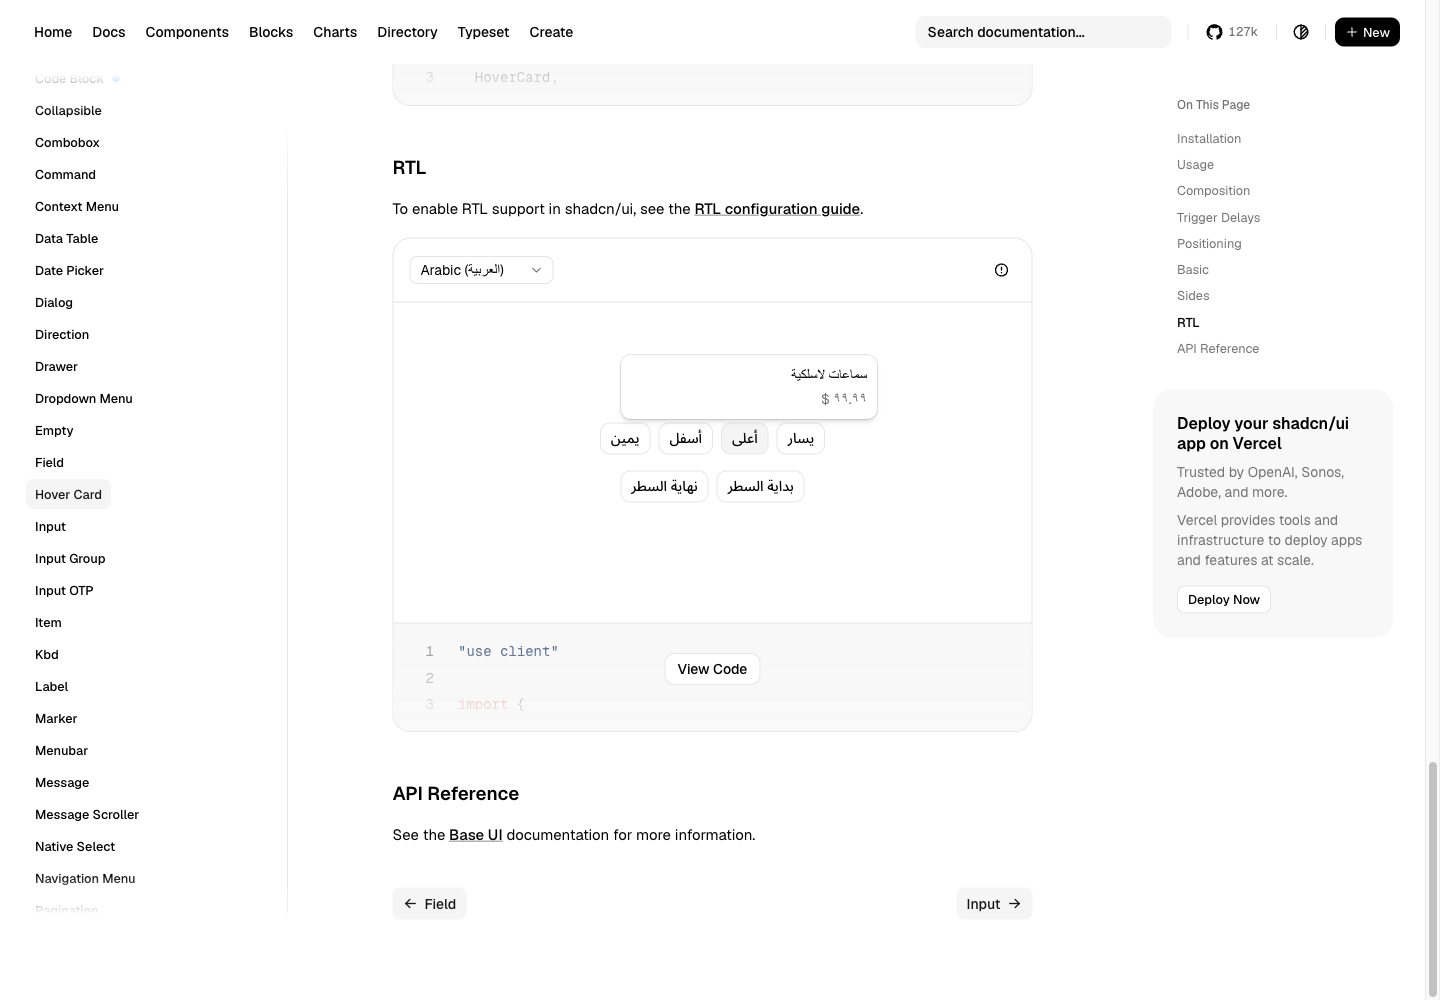 Home
Docs
Components
Blocks
Charts
Directory
Typeset
Create
Search documentation...
127k
New
Code Block
Collapsible
Combobox
Command
Context Menu
Data Table
Date Picker
Dialog
Direction
Drawer
Dropdown Menu
Empty
Field
Hover Card
Input
Input Group
Input OTP
Item
Kbd
Label
Marker
Menubar
Message
Message Scroller
Native Select
Navigation Menu
Pagination
3 HoverCard,
RTL
To enable RTL support in shadcn/ui, see the RTL configuration guide.
Arabic (العربية)
سماعات لاسلكية
٩٩.٩٩ $
يسار
أعلى
أسفل
يمين
بداية السطر
نهاية السطر
1 "use client"
2
3 import {
View Code
API Reference
See the Base UI documentation for more information.
← Field
Input →
On This Page
Installation
Usage
Composition
Trigger Delays
Positioning
Basic
Sides
RTL
API Reference
Deploy your shadcn/ui
app on Vercel
Trusted by OpenAI, Sonos,
Adobe, and more.
Vercel provides tools and
infrastructure to deploy apps
and features at scale.
Deploy Now